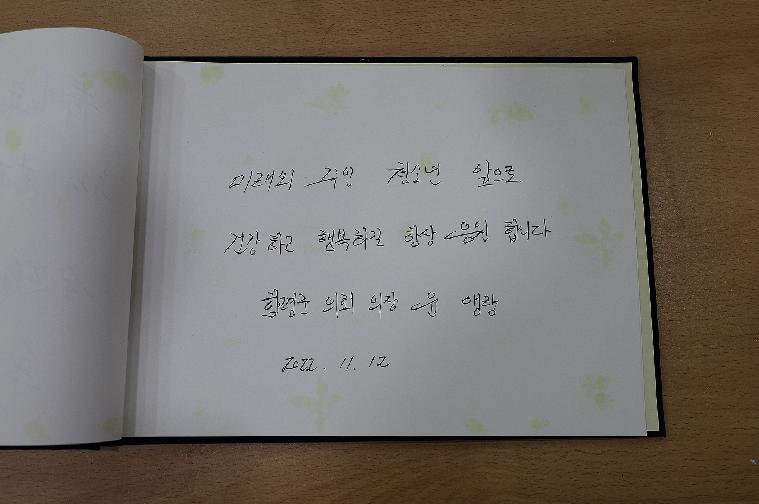 미래의 주인 청소년 앞으로
건강하고 행복하길 항상 응원 합니다
함평군 의회 의장 윤 앵랑
2022. 11. 12